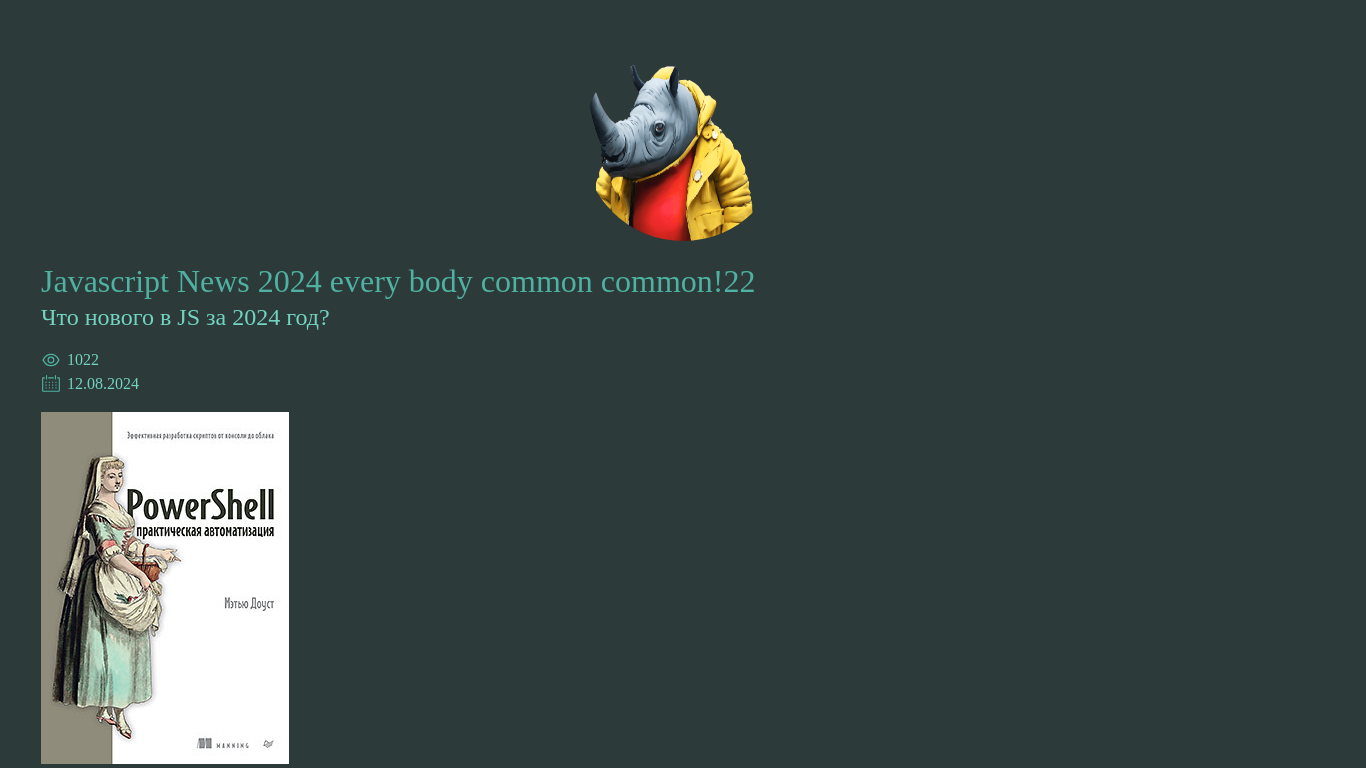 Javascript News 2024 every body common common!22
Что нового в JS за 2024 год?
1022
12.08.2024
Эффективная разработка скриптов от консоли до облака
PowerShell
практическая автоматизация
Мэтью Доуст
MANNING